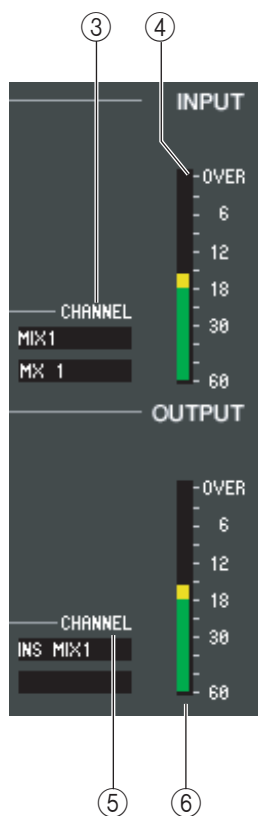 ③ ④
INPUT
OVER
6
12
18
30
60
CHANNEL
MIX1
MX 1
OUTPUT
OVER
6
12
18
30
60
CHANNEL
INS MIX1
⑤ ⑥